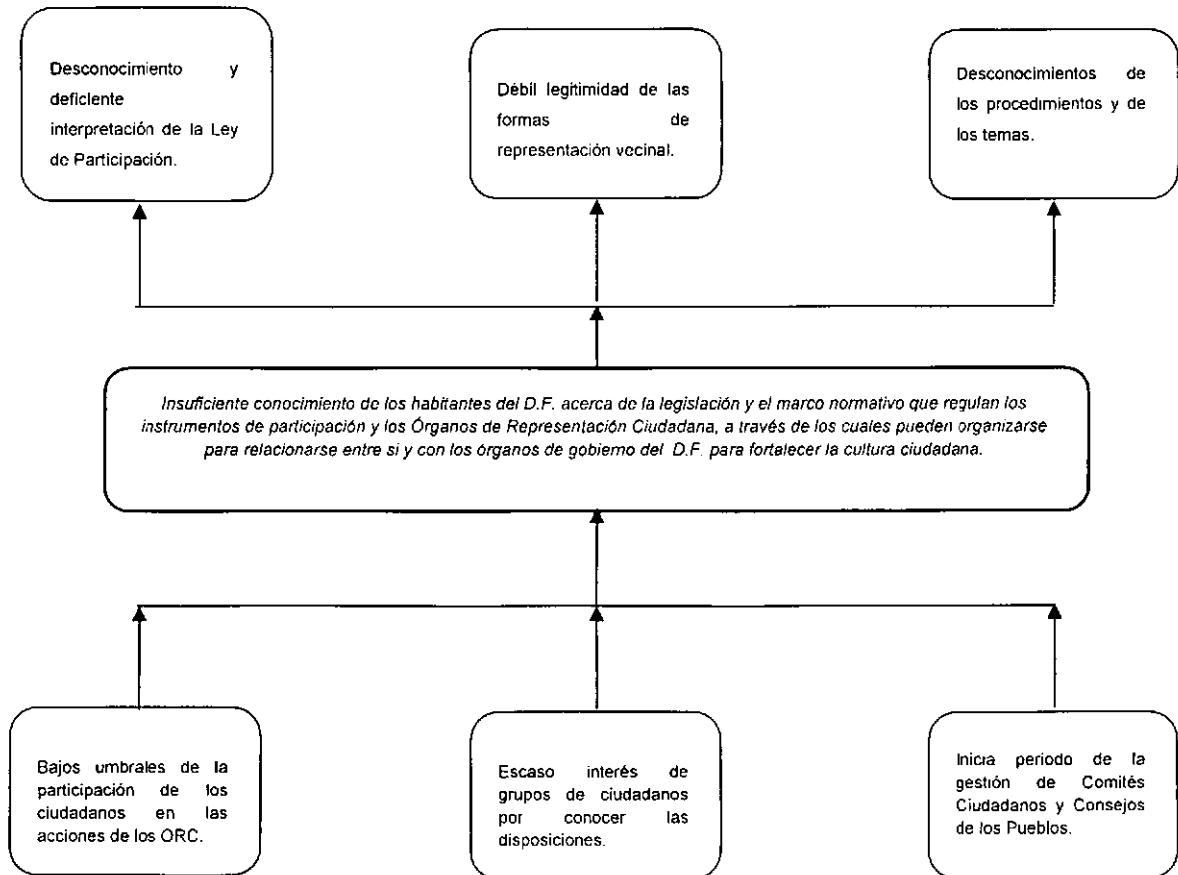 Desconocimiento y
deficiente
interpretación de la Ley
de Participación.
Débil legitimidad de las
formas de
representación vecinal.
Desconocimientos de
los procedimientos y de
los temas.
Insuficiente conocimiento de los habitantes del D.F. acerca de la legislación y el marco normativo que regulan los
instrumentos de participación y los Órganos de Representación Ciudadana, a través de los cuales pueden organizarse
para relacionarse entre si y con los órganos de gobierno del D.F. para fortalecer la cultura ciudadana.
Bajos umbrales de la
participación de los
ciudadanos en las
acciones de los ORC.
Escaso interés de
grupos de ciudadanos
por conocer las
disposiciones.
Inicia periodo de la
gestión de Comités
Ciudadanos y Consejos
de los Pueblos.